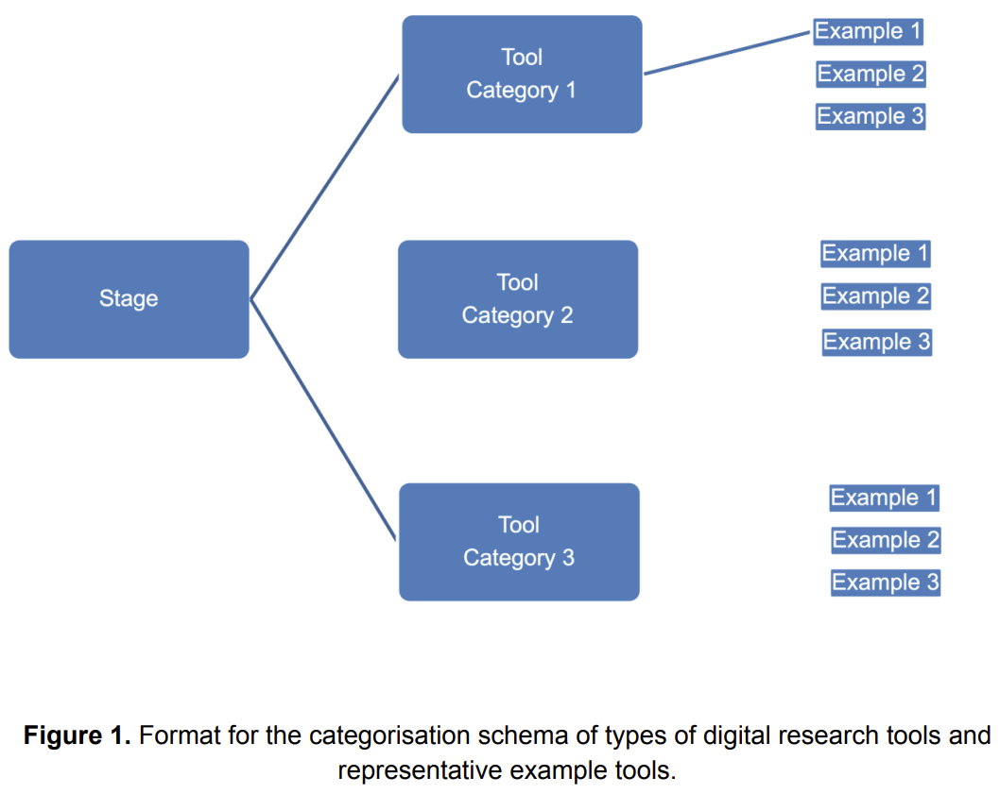 Tool
Category 1
Example 1
Example 2
Example 3
Stage
Tool
Category 2
Example 1
Example 2
Example 3
Tool
Category 3
Example 1
Example 2
Example 3
Figure 1. Format for the categorisation schema of types of digital research tools and
representative example tools.